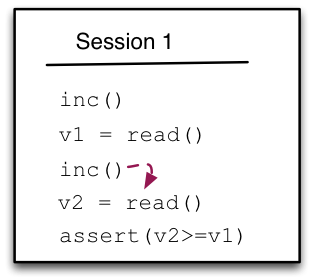 Session 1
inc()
v1 = read()
inc()
v2 = read()
assert(v2>=v1)